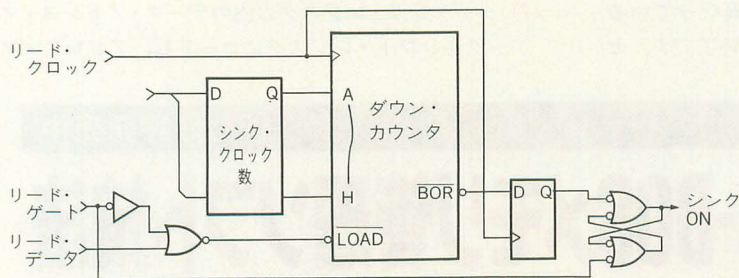 リード・
クロック
D Q
シンク・
クロック
数
A
H
ダウン・
カウンタ
BOR
LOAD
D Q
リード・
ゲート
リード・
データ
シンク
ON